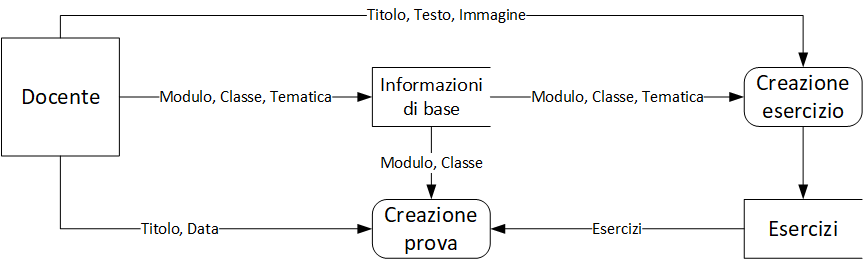 Titolo, Testo, Immagine
Docente
Modulo, Classe, Tematica
Informazioni
di base
Modulo, Classe, Tematica
Creazione
esercizio
Modulo, Classe
Titolo, Data
Creazione
prova
Esercizi
Esercizi